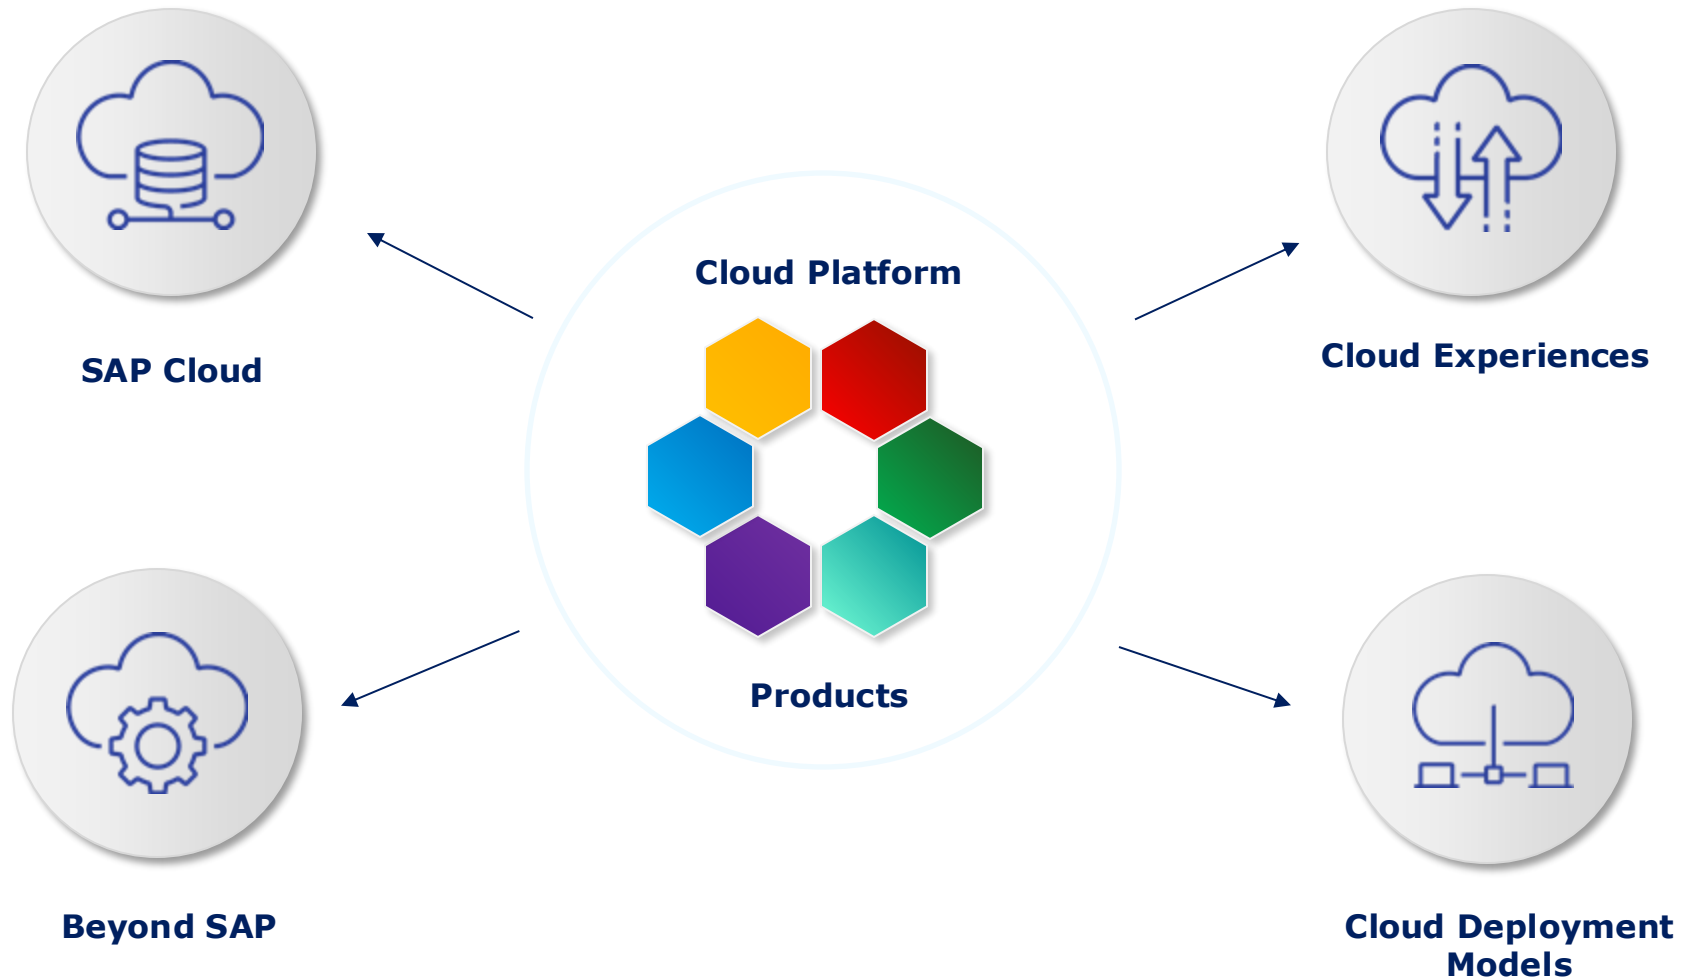 Cloud Platform
SAP Cloud
Cloud Experiences
Products
Beyond SAP
Cloud Deployment
Models